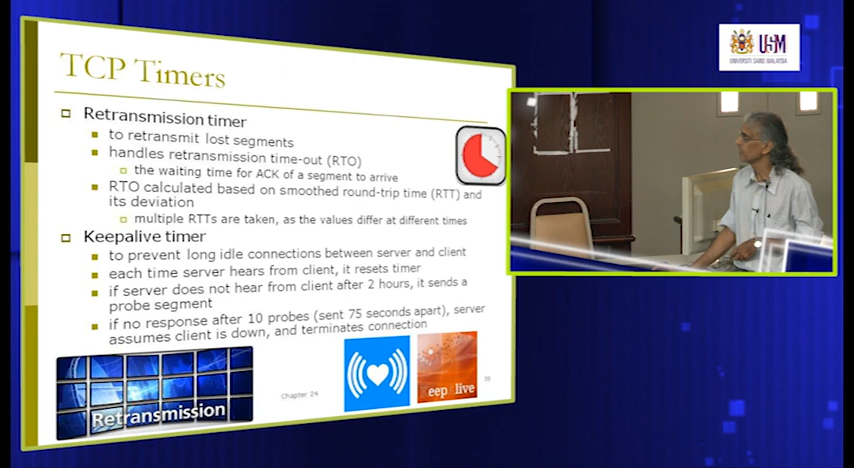 USM
UNIVERSITI SAINS MALAYSIA
TCP Timers
Retransmission timer
to retransmit lost segments
handles retransmission time-out (RTO)
the waiting time for ACK of a segment to arrive
RTO calculated based on smoothed round-trip time (RTT) and
its deviation
multiple RTTs are taken, as the values differ at different times
Keepalive timer
to prevent long idle connections between server and client
each time server hears from client, it resets timer
if server does not hear from client after 2 hours, it sends a
probe segment
if no response after 10 probes (sent 75 seconds apart), server
assumes client is down, and terminates connection
Retransmission
eep live
Chapter 24